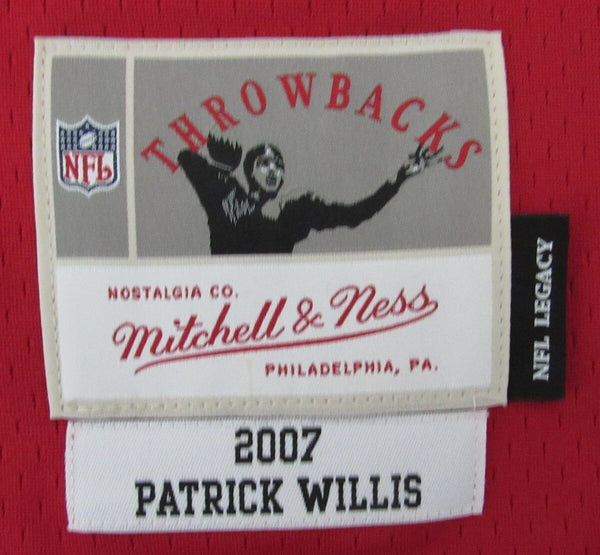 THROWBACKS
NFL
NOSTALGIA CO.
Mitchell & Ness
PHILADELPHIA, PA.
NFL LEGACY
2007
PATRICK WILLIS